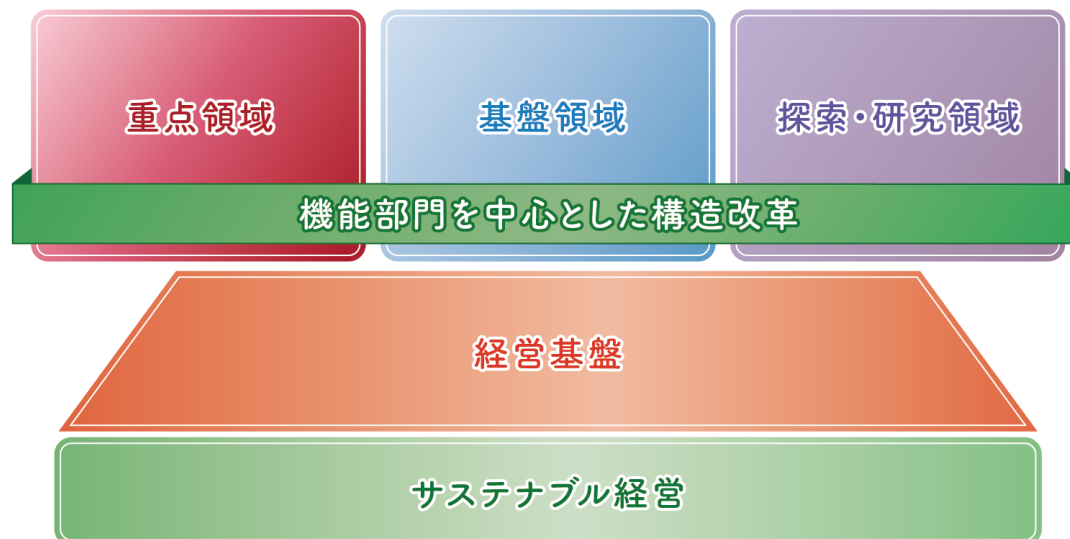 重点領域
基盤領域
探索・研究領域
機能部門を中心とした構造改革
経営基盤
サステナブル経営